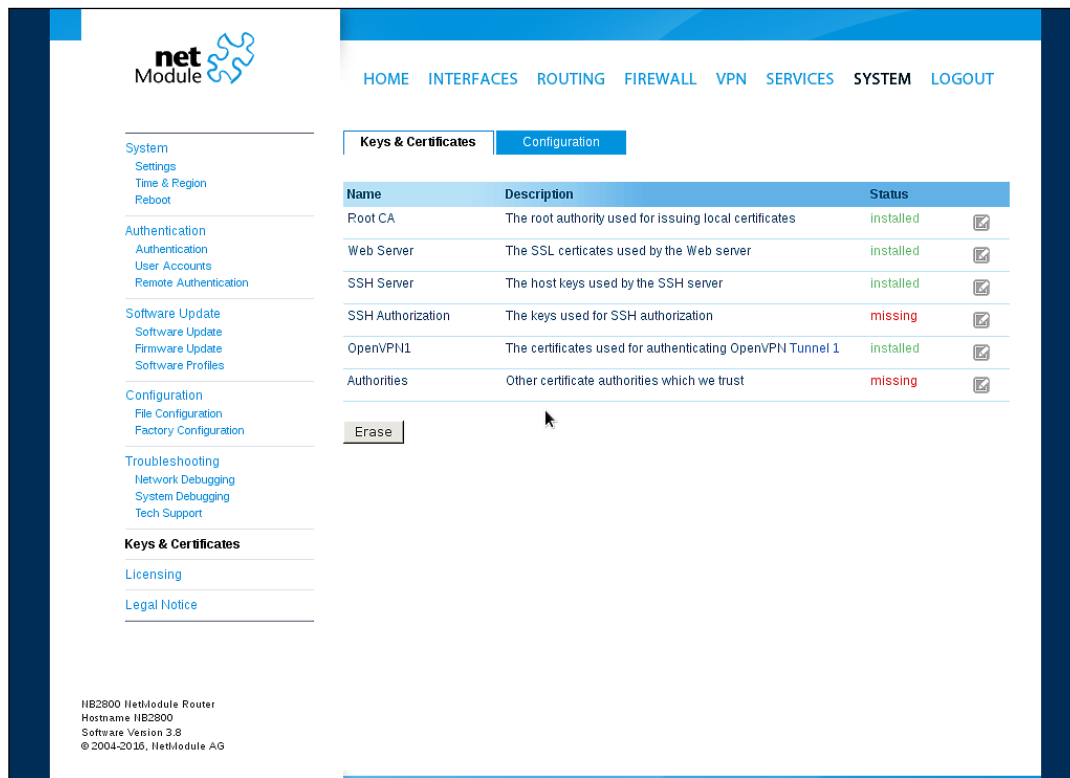 net
Module
HOME INTERFACES ROUTING FIREWALL VPN SERVICES SYSTEM LOGOUT
System
Settings
Time & Region
Reboot
Authentication
Authentication
User Accounts
Remote Authentication
Software Update
Software Update
Firmware Update
Software Profiles
Configuration
File Configuration
Factory Configuration
Troubleshooting
Network Debugging
System Debugging
Tech Support
Keys & Certificates
Licensing
Legal Notice
Keys & Certificates Configuration
Name Description Status
Root CA The root authority used for issuing local certificates installed
Web Server The SSL certicates used by the Web server installed
SSH Server The host keys used by the SSH server installed
SSH Authorization The keys used for SSH authorization missing
OpenVPN1 The certificates used for authenticating OpenVPN Tunnel 1 installed
Authorities Other certificate authorities which we trust missing
Erase
NB2800 NetModule Router
Hostname NB2800
Software Version 3.8
© 2004-2016, NetModule AG